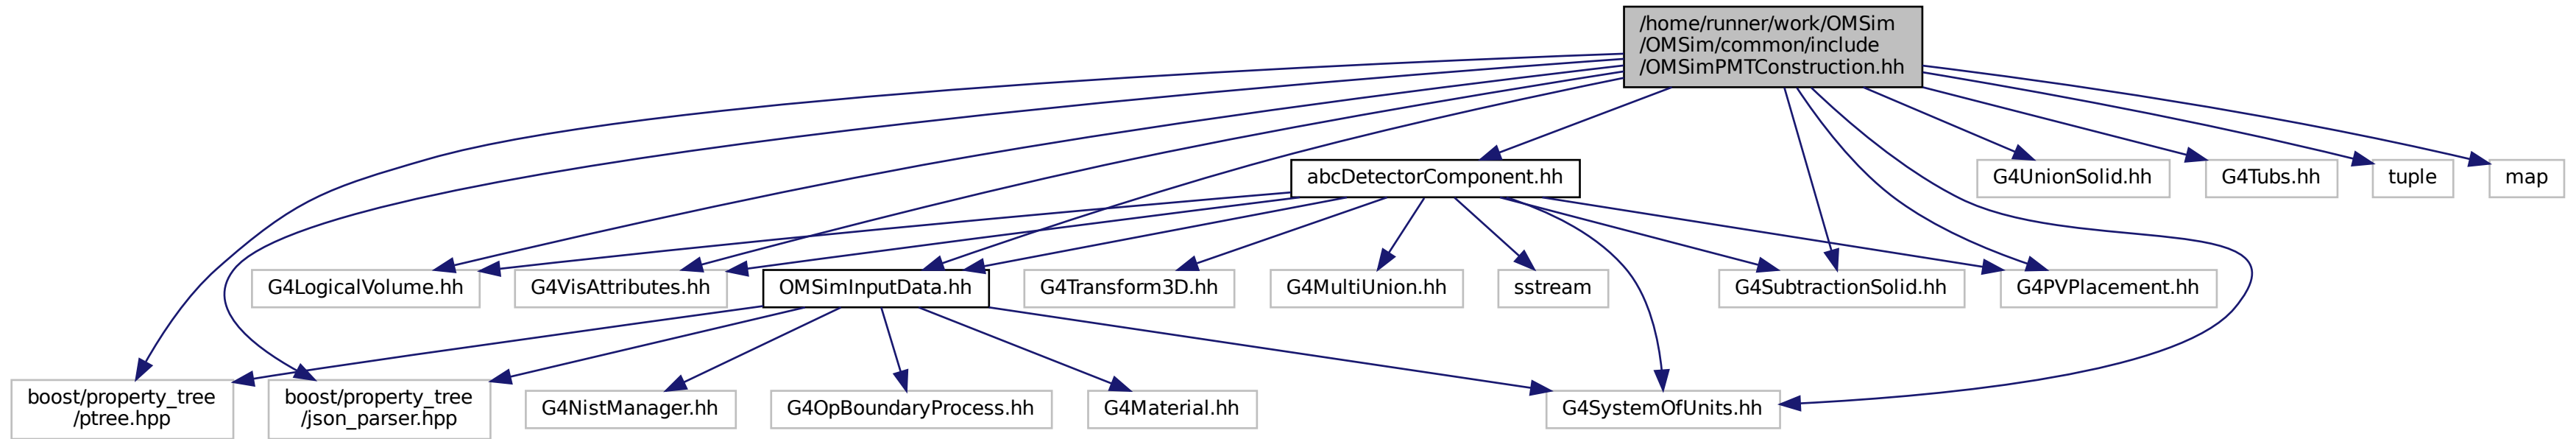 /home/runner/work/OMSim
/OMSim/common/include
/OMSimPMTConstruction.hh
abcDetectorComponent.hh
G4UnionSolid.hh
G4Tubs.hh
tuple
map
G4LogicalVolume.hh
G4VisAttributes.hh
OMSimInputData.hh
G4Transform3D.hh
G4MultiUnion.hh
sstream
G4SubtractionSolid.hh
G4PVPlacement.hh
boost/property_tree
/ptree.hpp
boost/property_tree
/json_parser.hpp
G4NistManager.hh
G4OpBoundaryProcess.hh
G4Material.hh
G4SystemOfUnits.hh